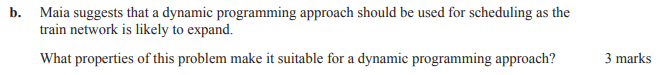 b. Maia suggests that a dynamic programming approach should be used for scheduling as the
train network is likely to expand.
What properties of this problem make it suitable for a dynamic programming approach? 3 marks